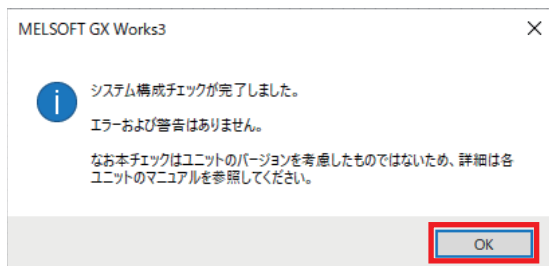 MELSOFT GX Works3
システム構成チェックが完了しました。
エラーおよび警告はありません。
なお本チェックはユニットのバージョンを考慮したものではないため、詳細は各
ユニットのマニュアルを参照してください。
OK